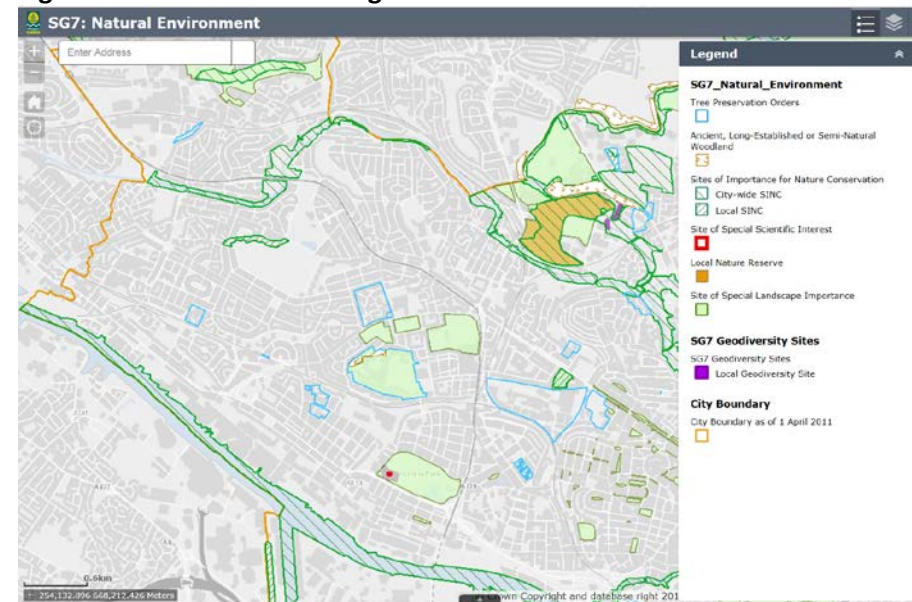 SG7: Natural Environment
Enter Address
Legend
SG7_Natural_Environment
Tree Preservation Orders
Ancient, Long-Established or Semi-Natural
Woodland
Sites of Importance for Nature Conservation
City-wide SINC
Local SINC
Site of Special Scientific Interest
Local Nature Reserve
Site of Special Landscape Importance
SG7 Geodiversity Sites
SG7 Geodiversity Sites
Local Geodiversity Site
City Boundary
City Boundary as of 1 April 2011
0.6km
254,132.896 668,212.426 Meters
Crown Copyright and database right 201